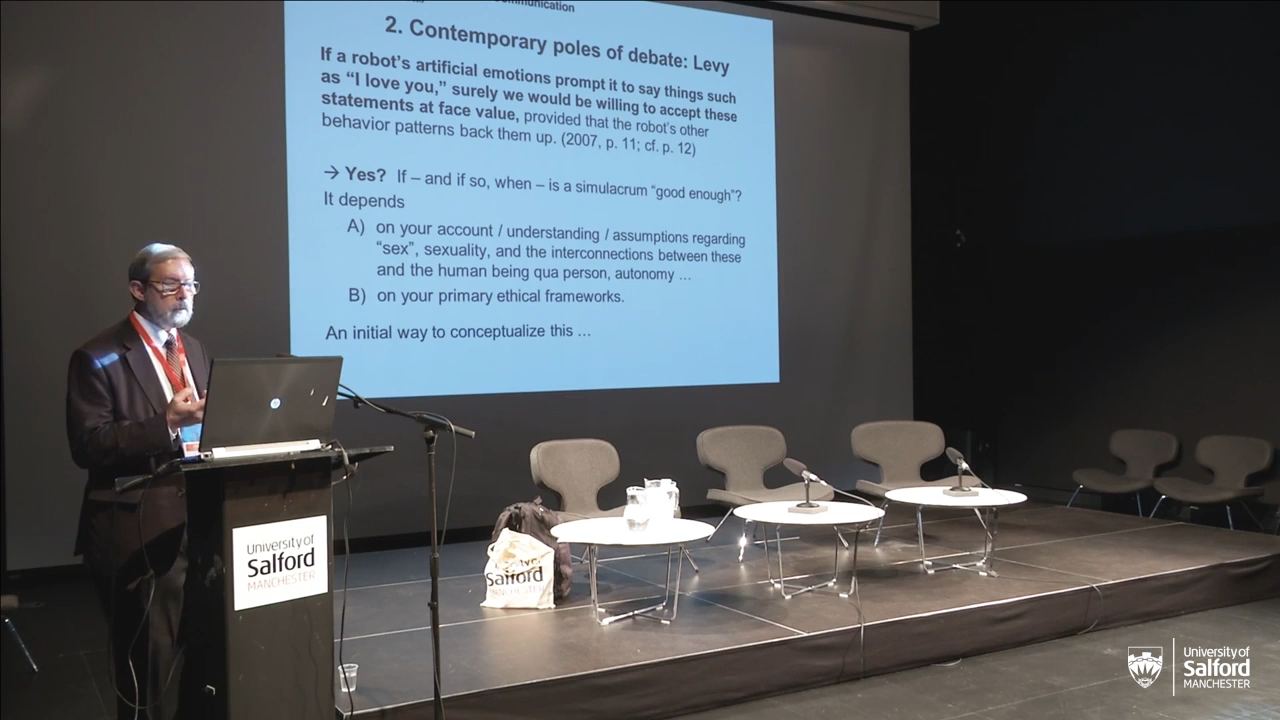 mmunication
2. Contemporary poles of debate: Levy
If a robot's artificial emotions prompt it to say things such
as “I love you,” surely we would be willing to accept these
statements at face value, provided that the robot's other
behavior patterns back them up. (2007, p. 11; cf. p. 12)
→ Yes? If – and if so, when – is a simulacrum “good enough”?
It depends
A) on your account / understanding / assumptions regarding
“sex”, sexuality, and the interconnections between these
and the human being qua person, autonomy …
B) on your primary ethical frameworks.
An initial way to conceptualize this …
University of
Salford
MANCHESTER
Salford
MANCHESTER
University of
Salford
MANCHESTER